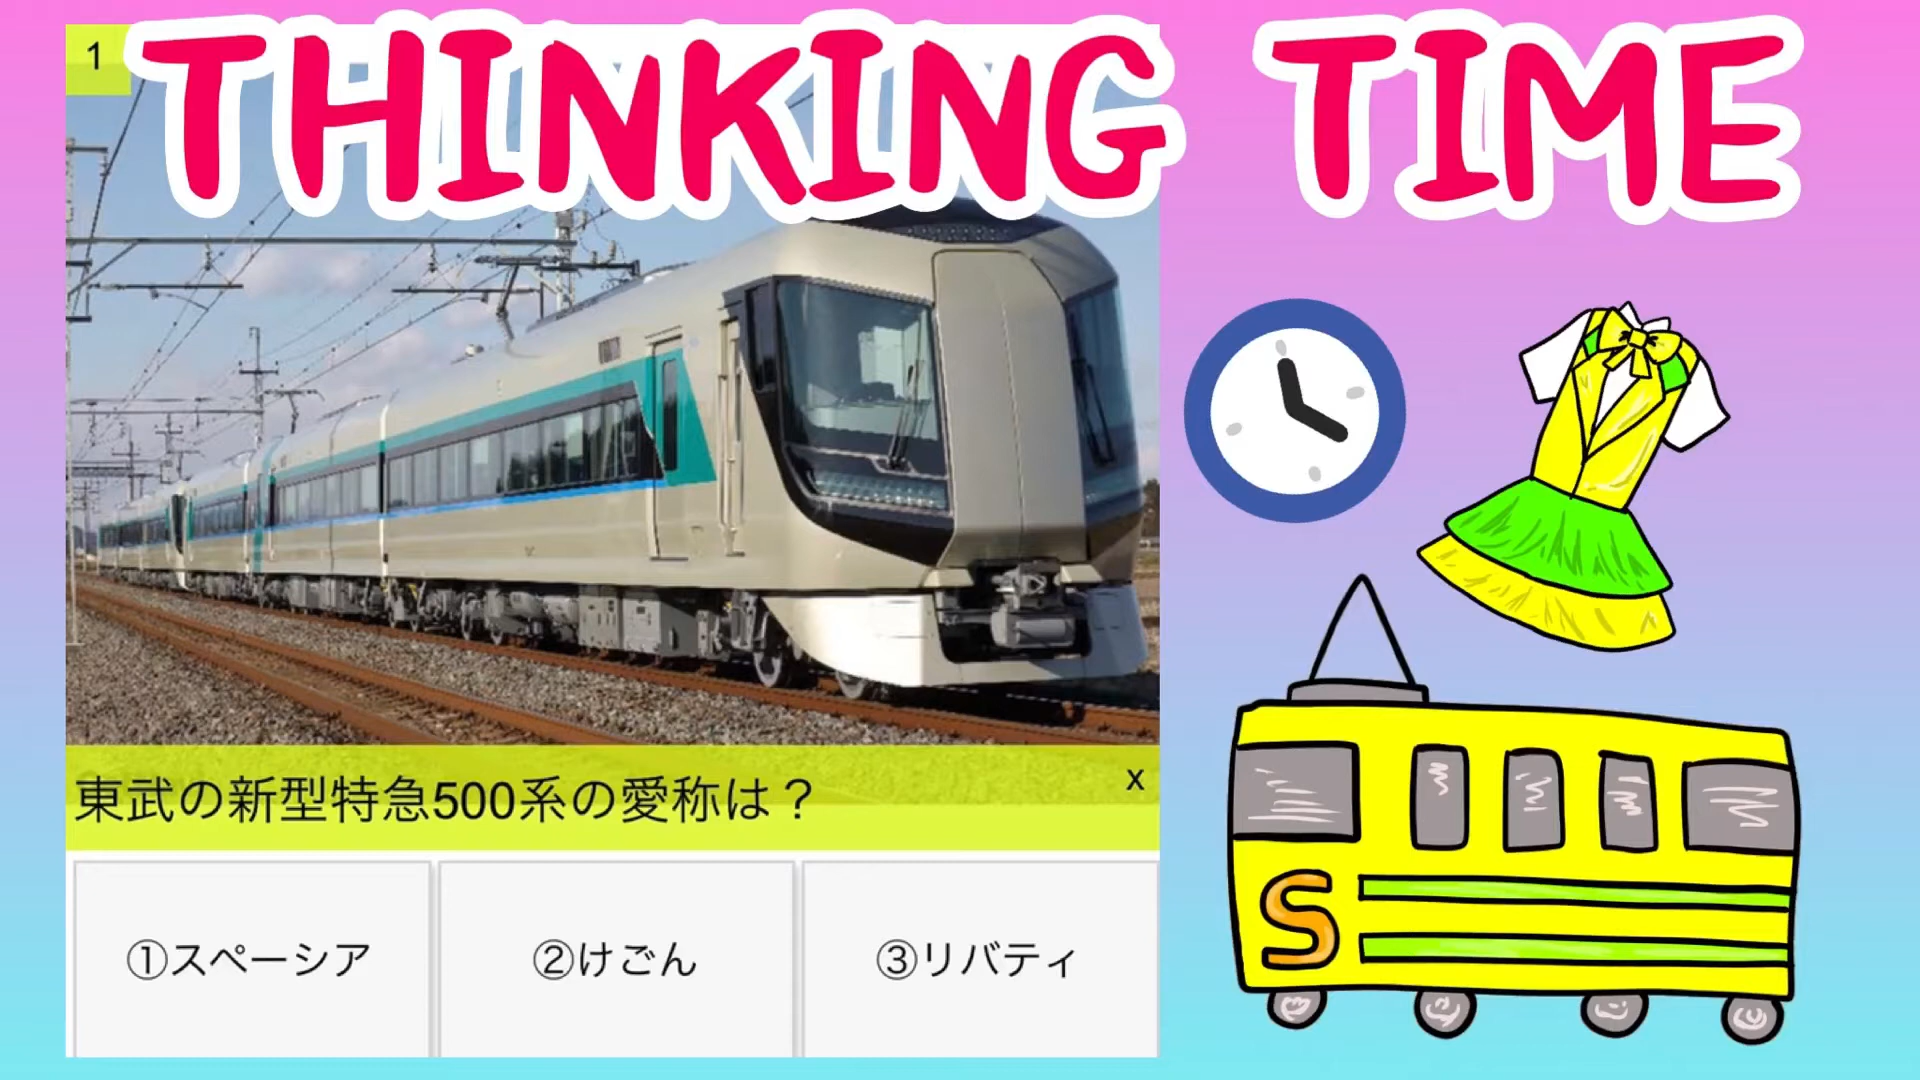 THINKING TIME
1
東武の新型特急500系の愛称は？
x
①スペーシア
②けごん
③リバティ
S